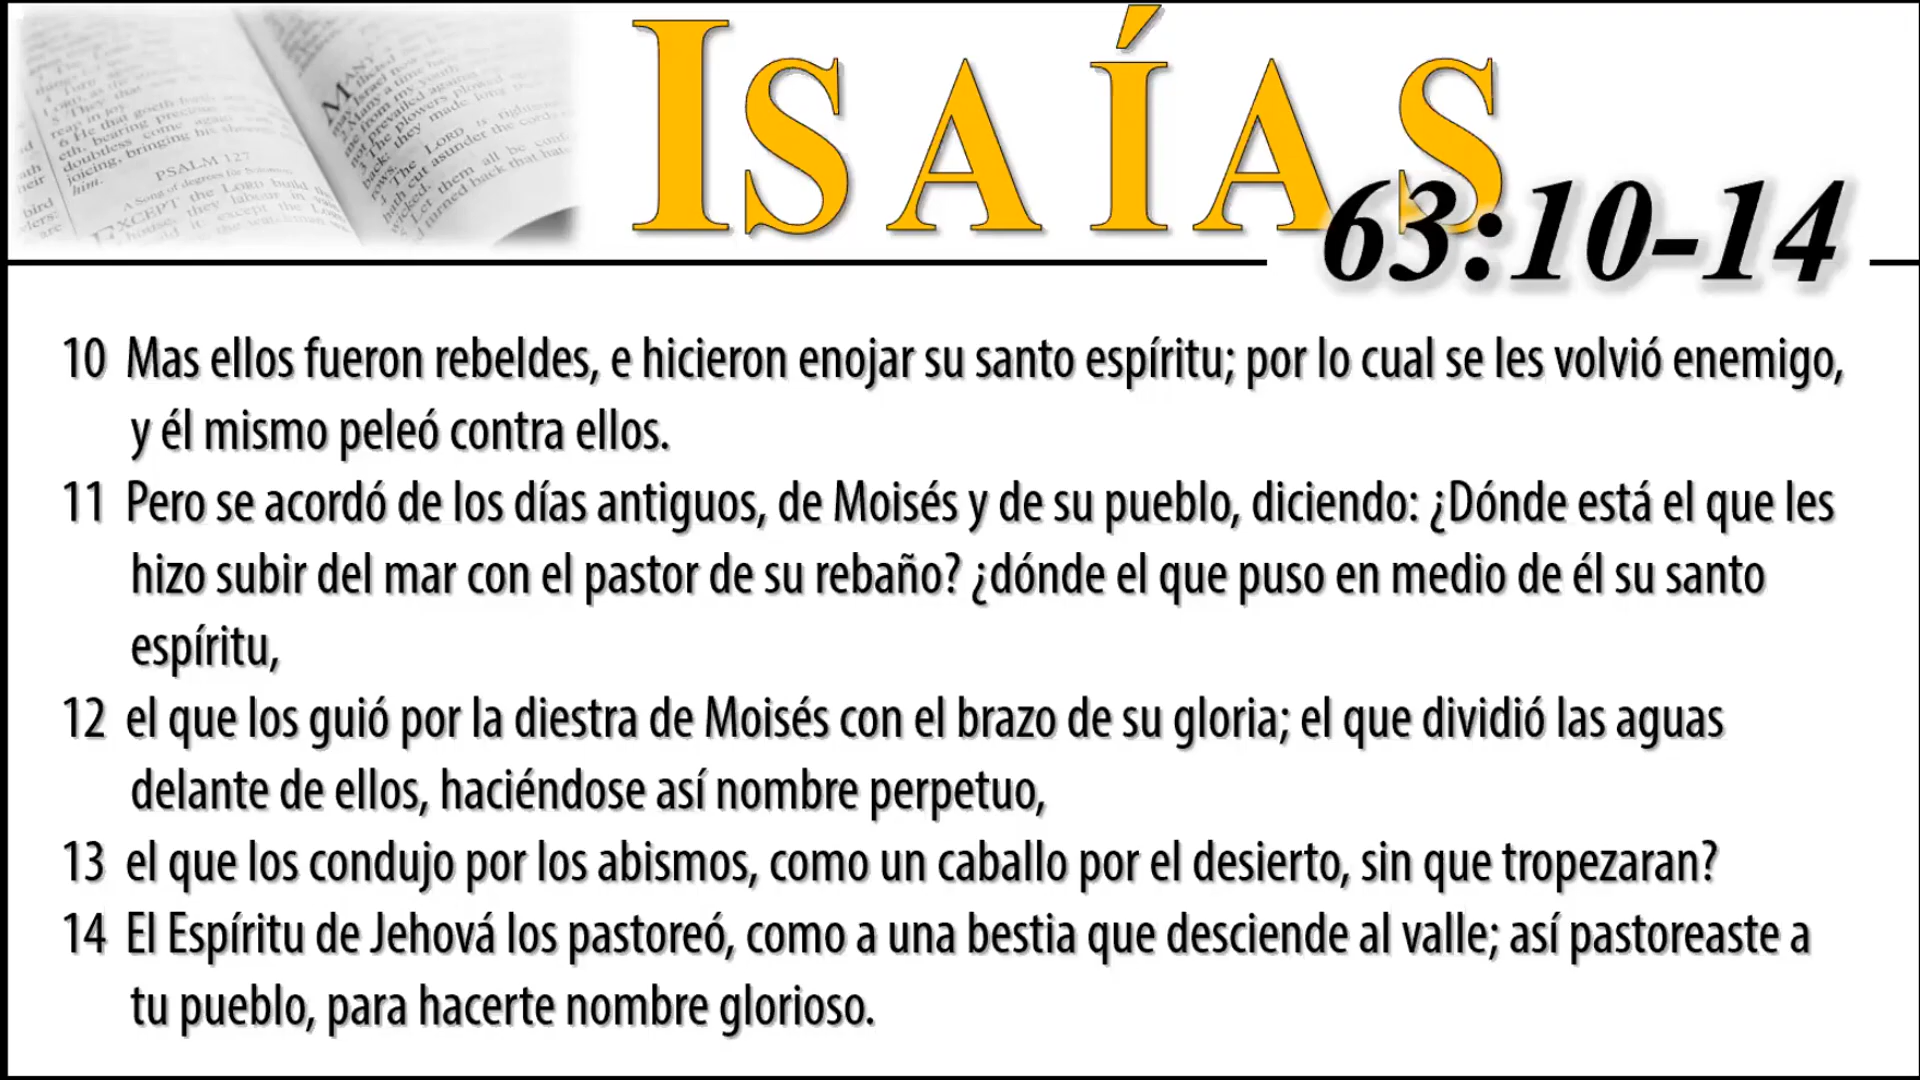 ISAÍAS
63:10-14
PSALM 127
10 Mas ellos fueron rebeldes, e hicieron enojar su santo espíritu; por lo cual se les volvió enemigo,
y él mismo peleó contra ellos.
11 Pero se acordó de los días antiguos, de Moisés y de su pueblo, diciendo: ¿Dónde está el que les
hizo subir del mar con el pastor de su rebaño? ¿dónde el que puso en medio de él su santo
espíritu,
12 el que los guió por la diestra de Moisés con el brazo de su gloria; el que dividió las aguas
delante de ellos, haciéndose así nombre perpetuo,
13 el que los condujo por los abismos, como un caballo por el desierto, sin que tropezaran?
14 El Espíritu de Jehová los pastoreó, como a una bestia que desciende al valle; así pastoreaste a
tu pueblo, para hacerte nombre glorioso.